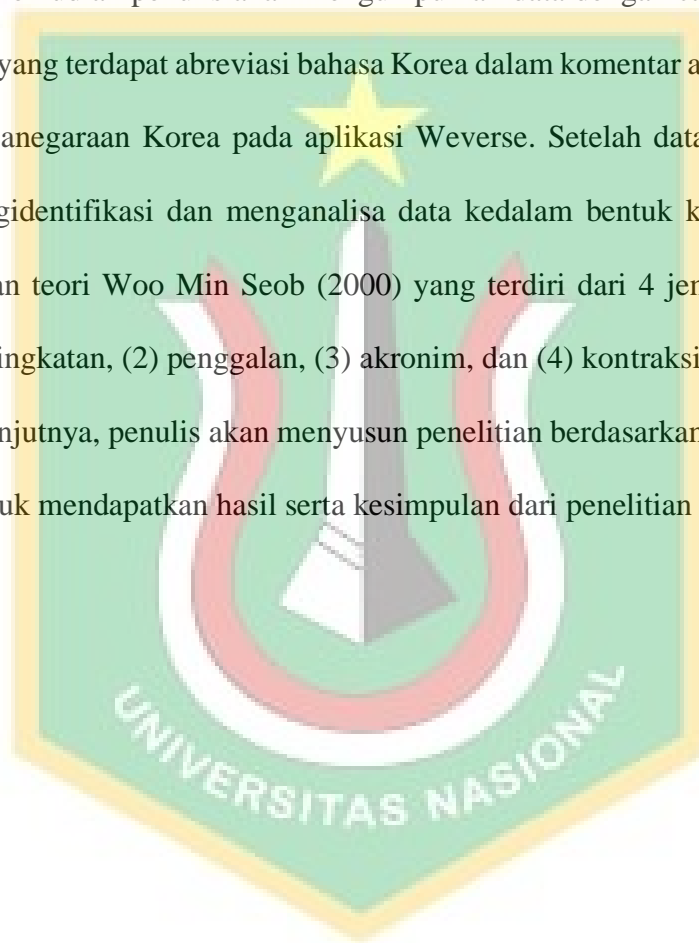 yang terdapat abreviasi bahasa Korea dalam komentar a
anegaraan Korea pada aplikasi Weverse. Setelah data
gidentifikasi dan menganalisa data kedalam bentuk k
an teori Woo Min Seob (2000) yang terdiri dari 4 jen
ingkatan, (2) penggalan, (3) akronim, dan (4) kontraksi
njutnya, penulis akan menyusun penelitian berdasarkan
uk mendapatkan hasil serta kesimpulan dari penelitian
UNIVERSITAS NASIONAL